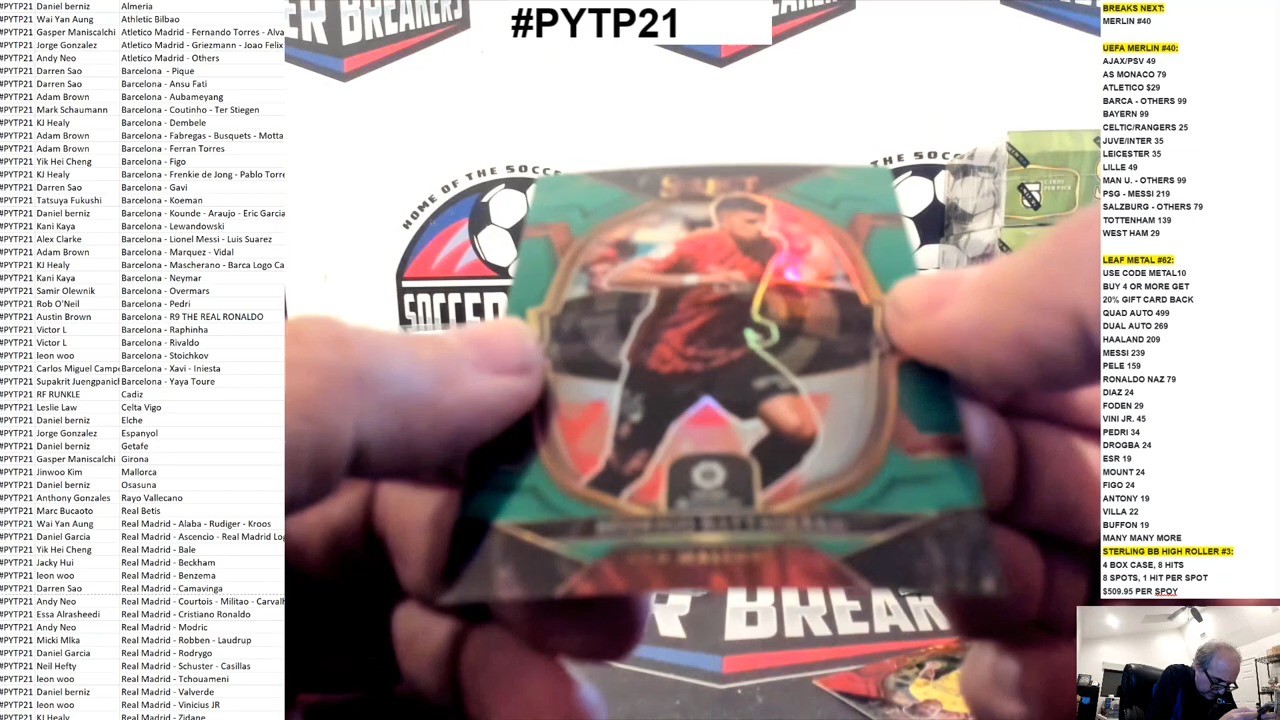 #PYTP21
#PYTP21 Daniel berniz Almeria
#PYTP21 Wai Yan Aung Athletic Bilbao
#PYTP21 Gasper Maniscalchi Atletico Madrid - Fernando Torres - Alva
#PYTP21 Jorge Gonzalez Atletico Madrid - Griezmann - Joao Felix
#PYTP21 Andy Neo Atletico Madrid - Others
#PYTP21 Darren Sao Barcelona - Pique
#PYTP21 Darren Sao Barcelona - Ansu Fati
#PYTP21 Adam Brown Barcelona - Aubameyang
#PYTP21 Mark Schaumann Barcelona - Coutinho - Ter Stiegen
#PYTP21 KJ Healy Barcelona - Dembele
#PYTP21 Adam Brown Barcelona - Fabregas - Busquets - Motta
#PYTP21 Adam Brown Barcelona - Ferran Torres
#PYTP21 Yik Hei Cheng Barcelona - Figo
#PYTP21 KJ Healy Barcelona - Frenkie de Jong - Pablo Torre
#PYTP21 Darren Sao Barcelona - Gavi
#PYTP21 Tatsuya Fukushi Barcelona - Koeman
#PYTP21 Daniel berniz Barcelona - Kounde - Araujo - Eric Garcia
#PYTP21 Kani Kaya Barcelona - Lewandowski
#PYTP21 Alex Clarke Barcelona - Lionel Messi - Luis Suarez
#PYTP21 Adam Brown Barcelona - Marquez - Vidal
#PYTP21 KJ Healy Barcelona - Mascherano - Barca Logo Ca
#PYTP21 Kani Kaya Barcelona - Neymar
#PYTP21 Samir Olewnik Barcelona - Overmars
#PYTP21 Rob O'Neil Barcelona - Pedri
#PYTP21 Austin Brown Barcelona - R9 THE REAL RONALDO
#PYTP21 Victor L Barcelona - Raphinha
#PYTP21 Victor L Barcelona - Rivaldo
#PYTP21 leon woo Barcelona - Stoichkov
#PYTP21 Carlos Miguel Campo Barcelona - Xavi - Iniesta
#PYTP21 Supakrit Juengpanich Barcelona - Yaya Toure
#PYTP21 RF RUNKLE Cadiz
#PYTP21 Leslie Law Celta Vigo
#PYTP21 Daniel berniz Elche
#PYTP21 Jorge Gonzalez Espanyol
#PYTP21 Daniel berniz Getafe
#PYTP21 Gasper Maniscalchi Girona
#PYTP21 Jinwoo Kim Mallorca
#PYTP21 Daniel berniz Osasuna
#PYTP21 Anthony Gonzales Rayo Vallecano
#PYTP21 Marc Bucaoto Real Betis
#PYTP21 Wai Yan Aung Real Madrid - Alaba - Rudiger - Kroos
#PYTP21 Daniel Garcia Real Madrid - Ascencio - Real Madrid Log
#PYTP21 Yik Hei Cheng Real Madrid - Bale
#PYTP21 Jacky Hui Real Madrid - Beckham
#PYTP21 leon woo Real Madrid - Benzema
#PYTP21 Darren Sao Real Madrid - Camavinga
#PYTP21 Andy Neo Real Madrid - Courtois - Militao - Carvalh
#PYTP21 Essa Alrasheedi Real Madrid - Cristiano Ronaldo
#PYTP21 Andy Neo Real Madrid - Modric
#PYTP21 Micki Mlka Real Madrid - Robben - Laudrup
#PYTP21 Daniel Garcia Real Madrid - Rodrygo
#PYTP21 Neil Hefty Real Madrid - Schuster - Casillas
#PYTP21 leon woo Real Madrid - Tchouameni
#PYTP21 Daniel berniz Real Madrid - Valverde
#PYTP21 leon woo Real Madrid - Vinicius JR
#PYTP21 KJ Healy Real Madrid - Zidane
ER BREAKERS
HOME OF THE SOCC
THE SOCC
SOCCER
ER BREAKER
BREAKS NEXT:
MERLIN #40
UEFA MERLIN #40:
AJAX/PSV 49
AS MONACO 79
ATLETICO $29
BARCA - OTHERS 99
BAYERN 99
CELTIC/RANGERS 25
JUVE/INTER 35
LEICESTER 35
LILLE 49
MAN U. - OTHERS 99
PSG - MESSI 219
SALZBURG - OTHERS 79
TOTTENHAM 139
WEST HAM 29
LEAF METAL #62:
USE CODE METAL10
BUY 4 OR MORE GET
20% GIFT CARD BACK
QUAD AUTO 499
DUAL AUTO 269
HAALAND 209
MESSI 239
PELE 159
RONALDO NAZ 79
DIAZ 24
FODEN 29
VINI JR. 45
PEDRI 34
DROGBA 24
ESR 19
MOUNT 24
FIGO 24
ANTONY 19
VILLA 22
BUFFON 19
MANY MANY MORE
STERLING BB HIGH ROLLER #3:
4 BOX CASE, 8 HITS
8 SPOTS, 1 HIT PER SPOT
$509.95 PER SPOY